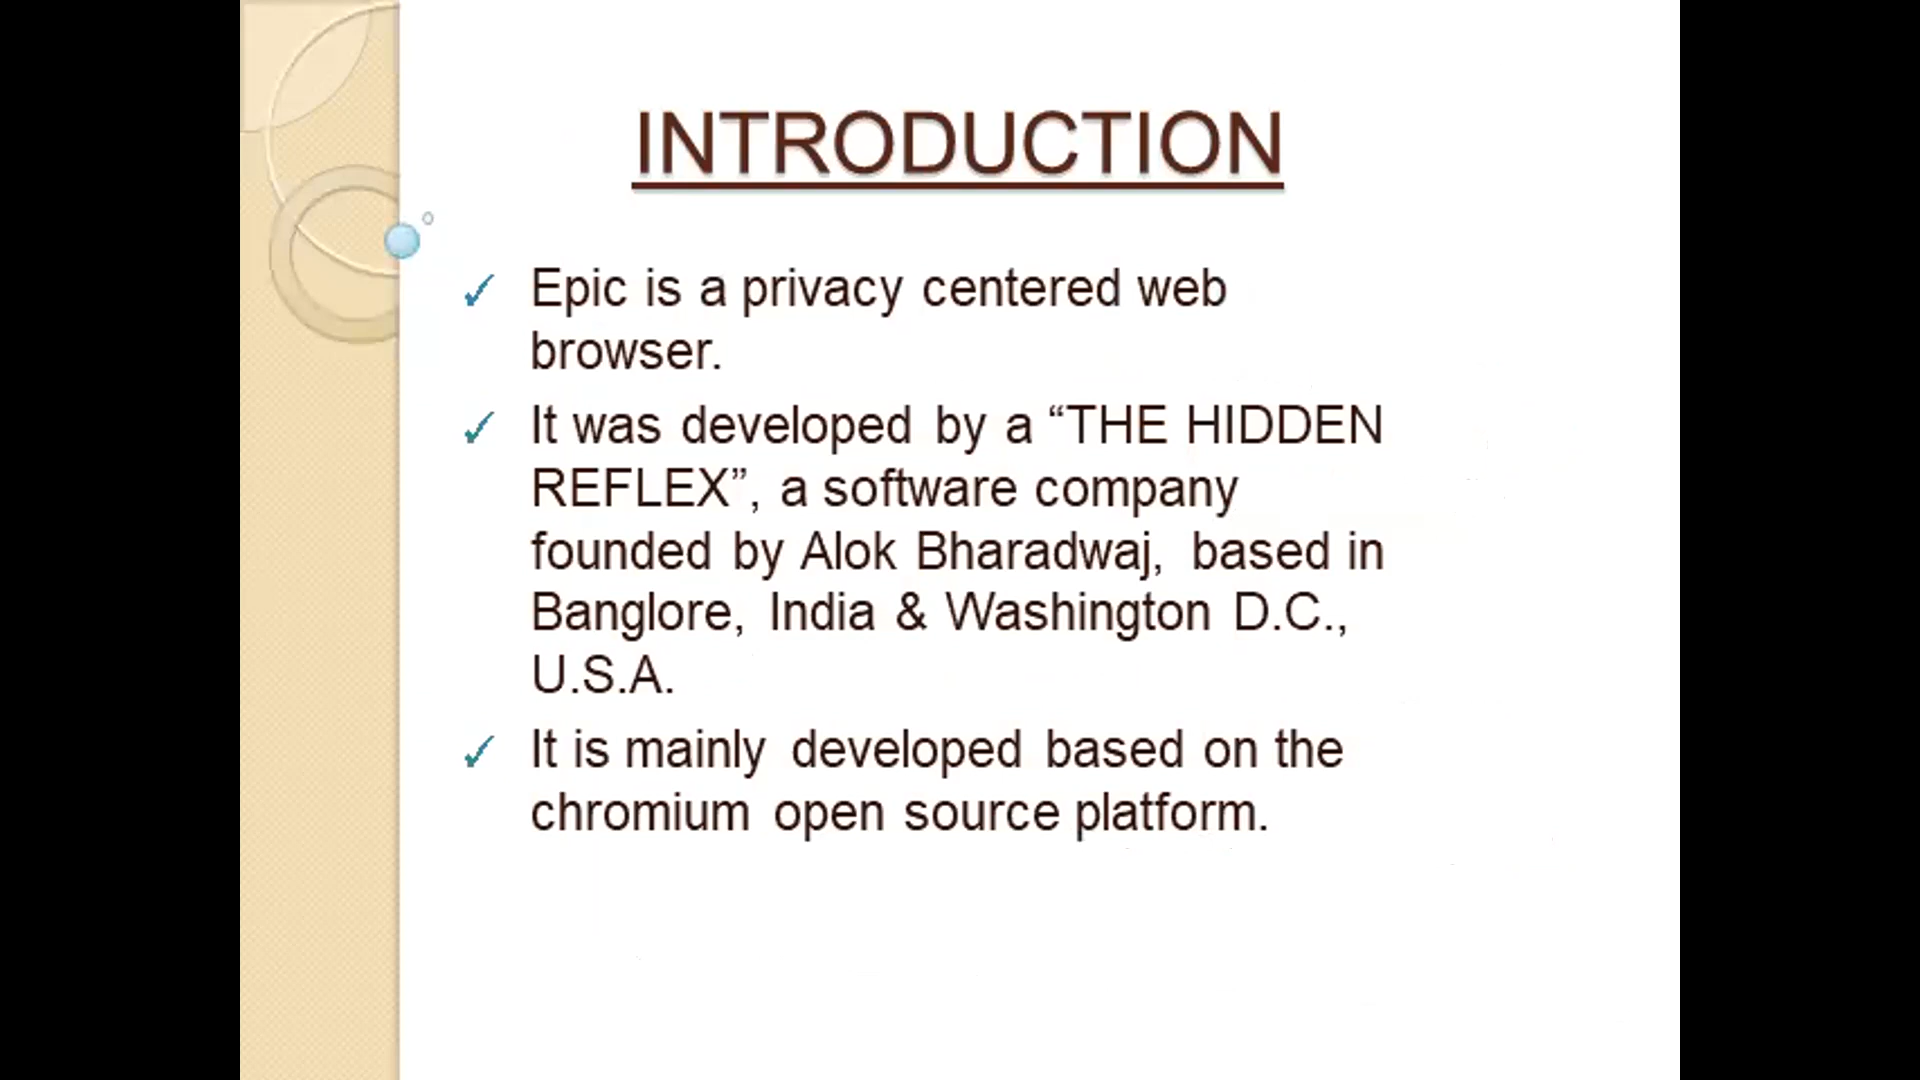 INTRODUCTION
✓ Epic is a privacy centered web
browser.
✓ It was developed by a “THE HIDDEN
REFLEX”, a software company
founded by Alok Bharadwaj, based in
Banglore, India & Washington D.C.,
U.S.A.
✓ It is mainly developed based on the
chromium open source platform.